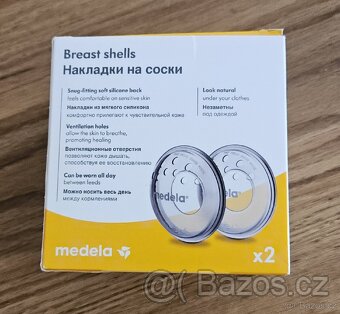 Breast shells
Накладки на соски
Snug-fitting soft silicone back
feels comfortable on sensitive skin
Накладки из мягкого силикона
комфортно прилегают к чувствительной коже
Ventilation holes
allow the skin to breathe,
promoting healing
Вентиляционные отверстия
позволяют коже дышать,
способствуя ее восстановлению
Can be worn all day
between feeds
Можно носить весь день
между кормлениями
Look natural
under your clothes
Незаметны
под одеждой
medela
medela
medela
x2
Bazos.cz